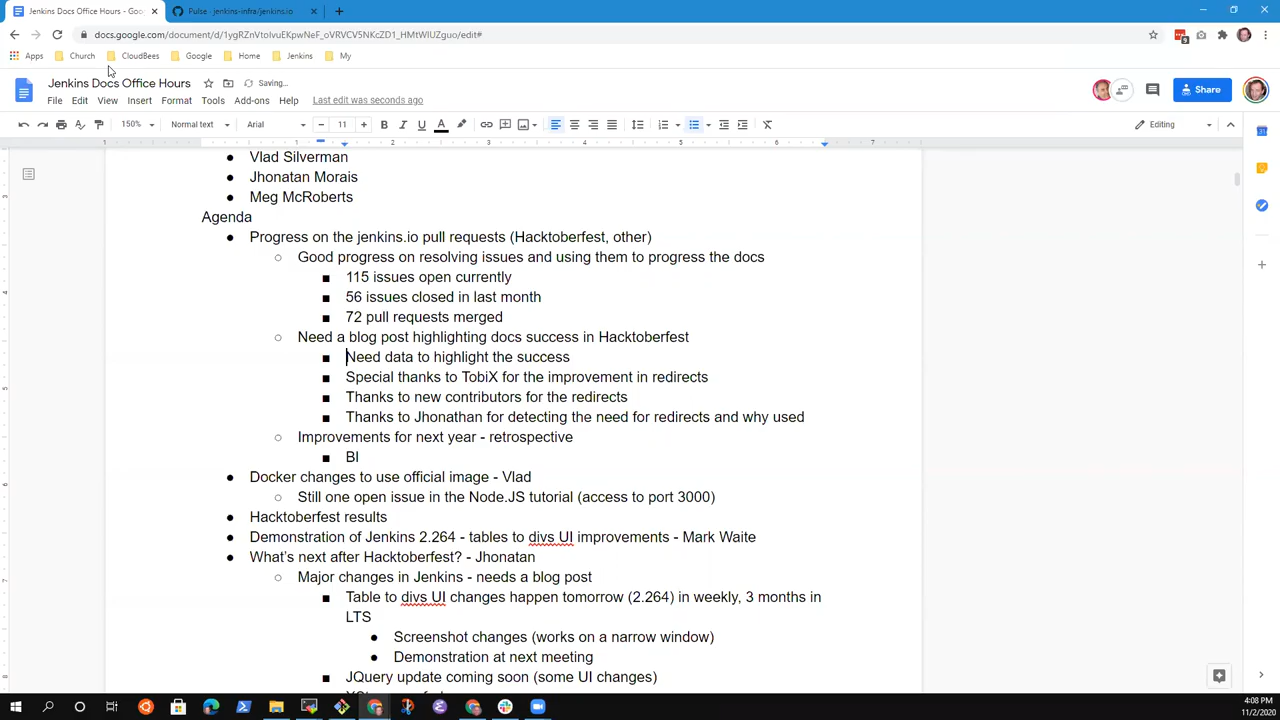 Jenkins Docs Office Hours - Goo
Pulse · jenkins-infra/jenkins.io
docs.google.com/document/d/1ygRZnVtoIvuEKpwNeF_oVRVCV5NKcZD1_HMtWIUZguo/edit#
Apps Church CloudBees Google Home Jenkins My
Jenkins Docs Office Hours
Saving...
File Edit View Insert Format Tools Add-ons Help Last edit was seconds ago
Share
150% Normal text Arial 11 Editing
1 1 2 3 4 5 6 7
Vlad Silverman
Jhonatan Morais
Meg McRoberts
Agenda
Progress on the jenkins.io pull requests (Hacktoberfest, other)
Good progress on resolving issues and using them to progress the docs
115 issues open currently
56 issues closed in last month
72 pull requests merged
Need a blog post highlighting docs success in Hacktoberfest
Need data to highlight the success
Special thanks to TobiX for the improvement in redirects
Thanks to new contributors for the redirects
Thanks to Jhonathan for detecting the need for redirects and why used
Improvements for next year - retrospective
Bl
Docker changes to use official image - Vlad
Still one open issue in the Node.JS tutorial (access to port 3000)
Hacktoberfest results
Demonstration of Jenkins 2.264 - tables to divs UI improvements - Mark Waite
What's next after Hacktoberfest? - Jhonatan
Major changes in Jenkins - needs a blog post
Table to divs UI changes happen tomorrow (2.264) in weekly, 3 months in
LTS
Screenshot changes (works on a narrow window)
Demonstration at next meeting
JQuery update coming soon (some UI changes)
4:08 PM
11/2/2020